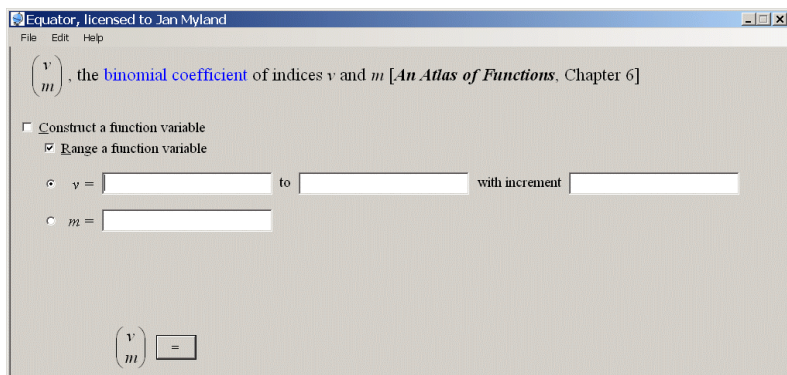 Equator, licensed to Jan Myland
File Edit Help
(v m), the binomial coefficient of indices v and m [An Atlas of Functions, Chapter 6]
Construct a function variable
Range a function variable
v = to with increment
m =
(v m) =